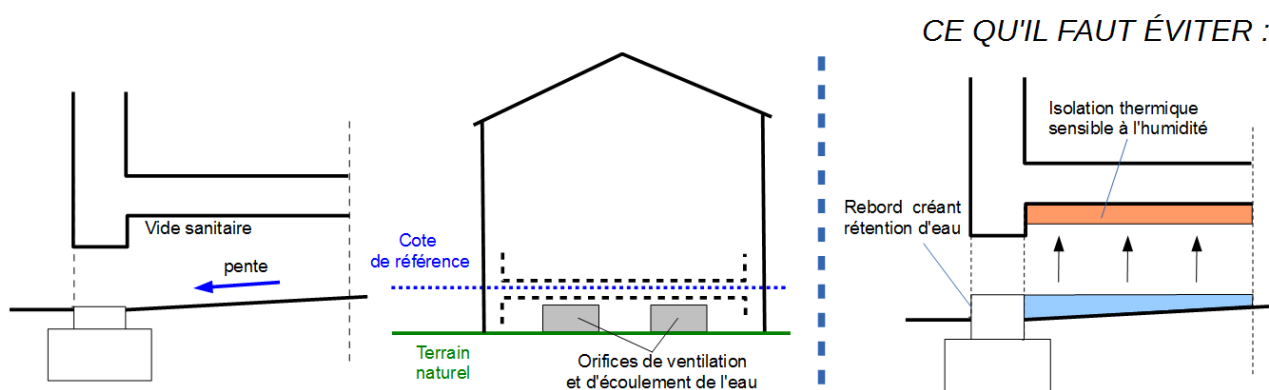 CE QU'IL FAUT ÉVITER :
Vide sanitaire
pente
Cote
de référence
Terrain
naturel
Orifices de ventilation
et d'écoulement de l'eau
Isolation thermique
sensible à l'humidité
Rebord créant
rétention d'eau